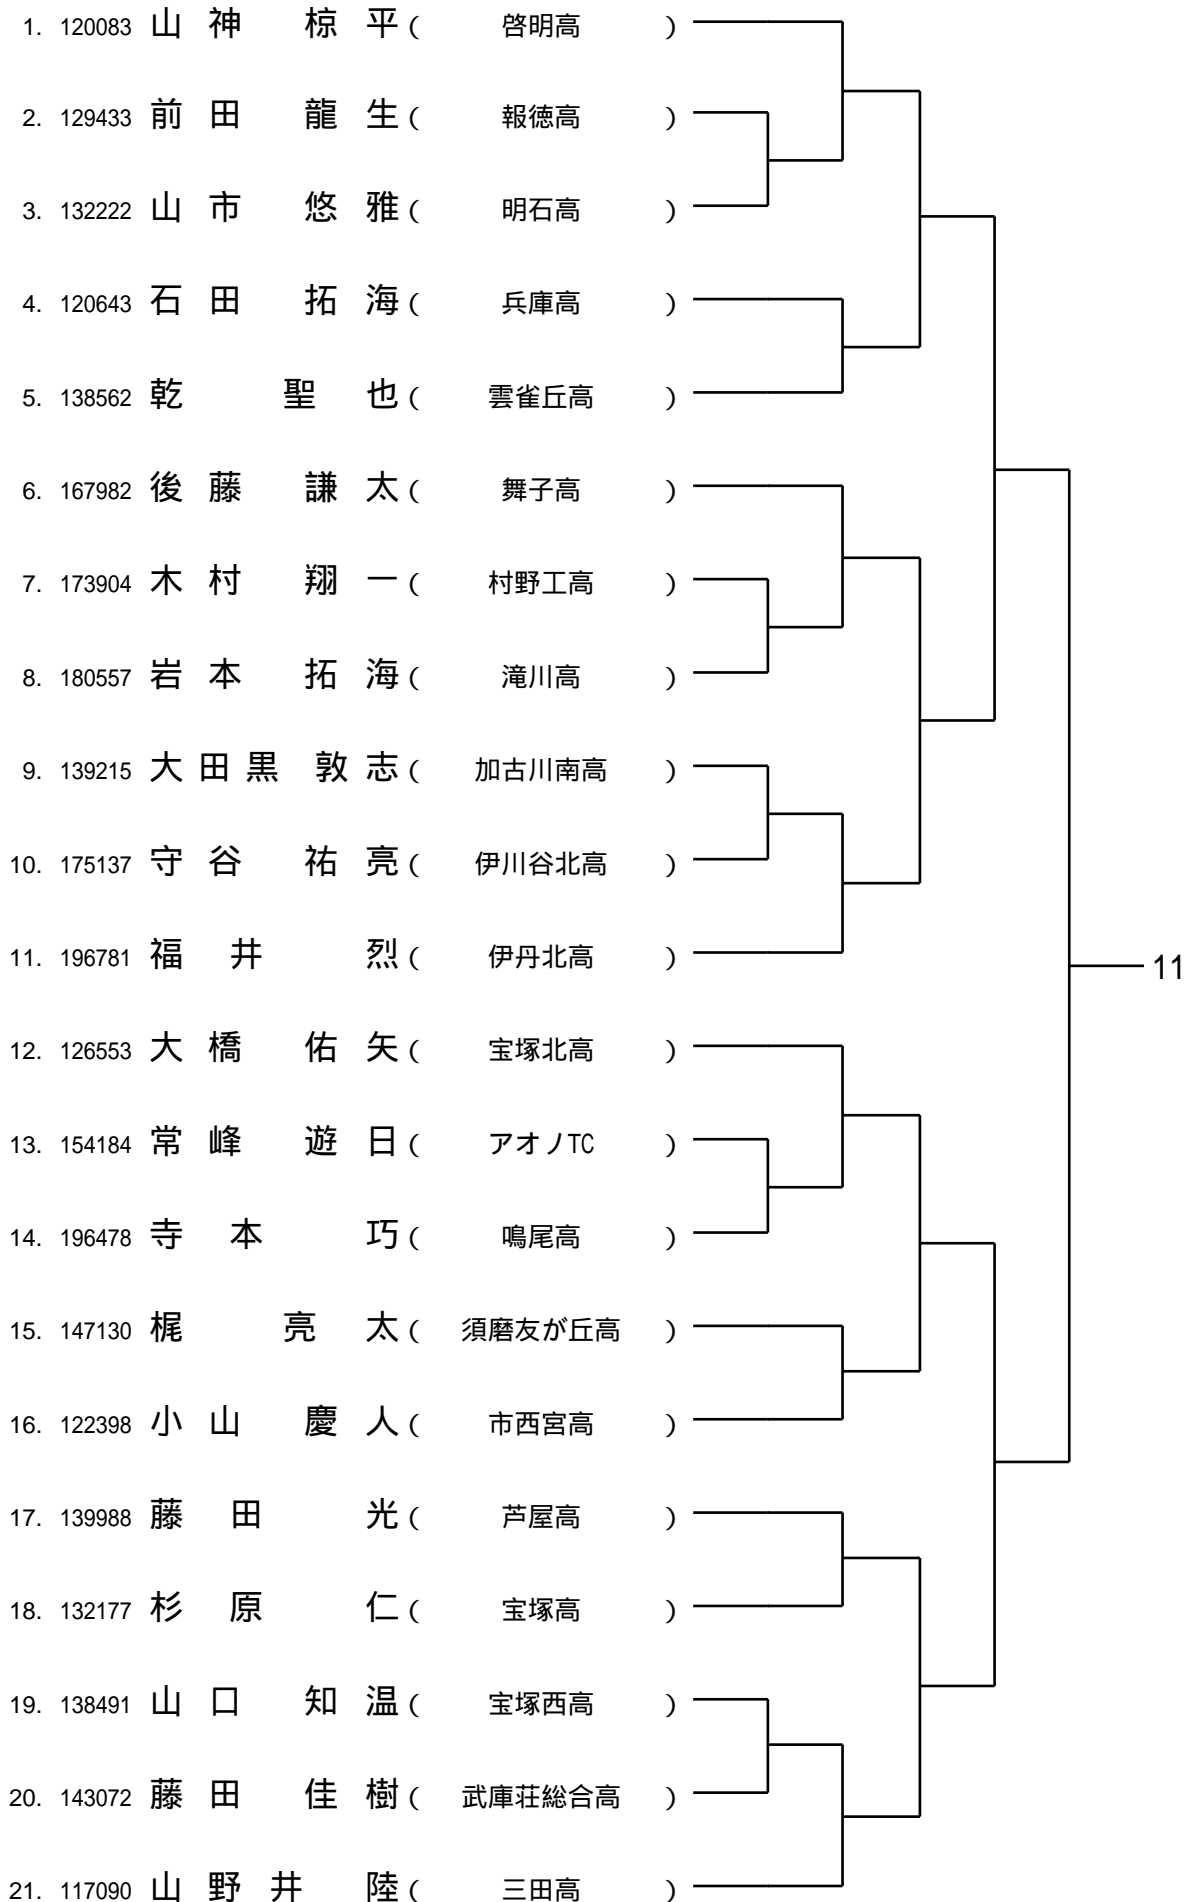 1. 120083 山神 椋平 ( 啓明高 )
2. 129433 前田 龍生 ( 報徳高 )
3. 132222 山市 悠雅 ( 明石高 )
4. 120643 石田 拓海 ( 兵庫高 )
5. 138562 乾 聖也 ( 雲雀丘高 )
6. 167982 後藤 謙太 ( 舞子高 )
7. 173904 木村 翔一 ( 村野工高 )
8. 180557 岩本 拓海 ( 滝川高 )
9. 139215 大田黒 敦志 ( 加古川南高 )
10. 175137 守谷 祐亮 ( 伊川谷北高 )
11. 196781 福井 烈 ( 伊丹北高 )
11
12. 126553 大橋 佑矢 ( 宝塚北高 )
13. 154184 常峰 遊日 ( アオノTC )
14. 196478 寺本 巧 ( 鳴尾高 )
15. 147130 梶 亮太 ( 須磨友が丘高 )
16. 122398 小山 慶人 ( 市西宮高 )
17. 139988 藤田 光 ( 芦屋高 )
18. 132177 杉原 仁 ( 宝塚高 )
19. 138491 山口 知温 ( 宝塚西高 )
20. 143072 藤田 佳樹 ( 武庫荘総合高 )
21. 117090 山野井 陸 ( 三田高 )